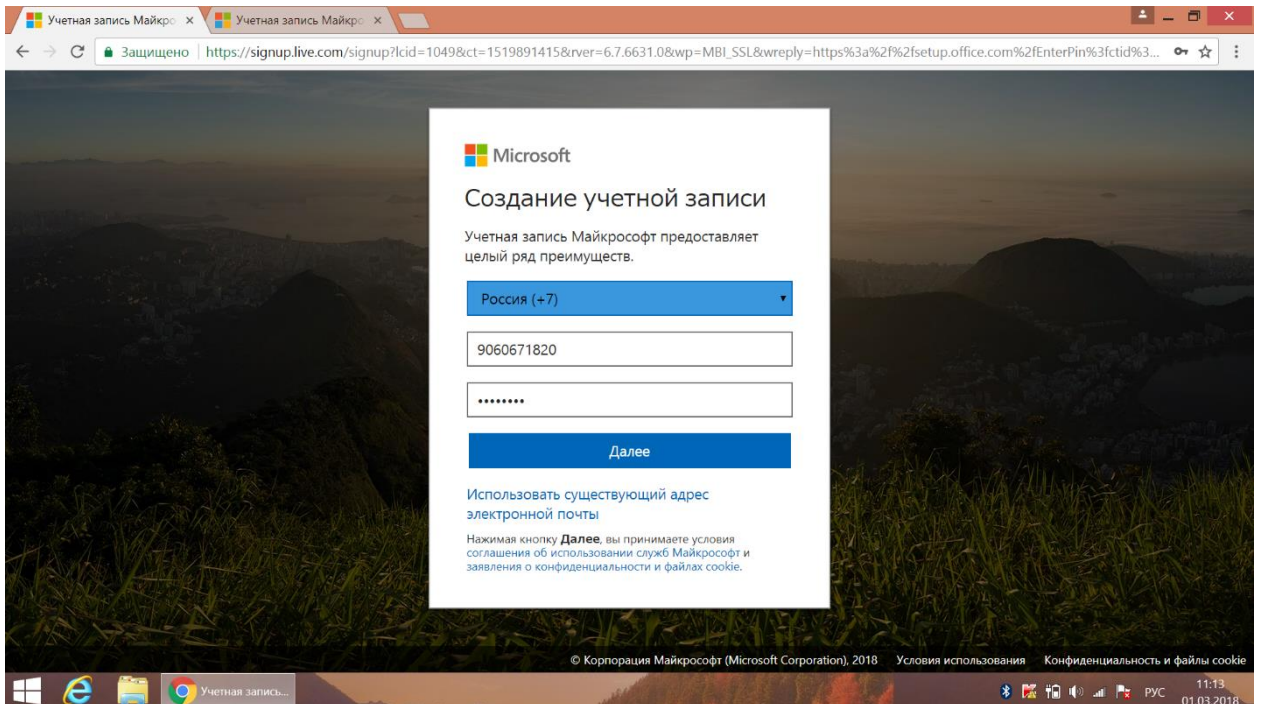 Учетная запись Майкро
Учетная запись Майкро
Защищено
https://signup.live.com/signup?lcid=1049&ct=1519891415&rver=6.7.6631.0&wp=MBI_SSL&wreply=https%3a%2f%2fsetup.office.com%2fEnterPin%3fctid%3...
Microsoft
Создание учетной записи
Учетная запись Майкрософт предоставляет
целый ряд преимуществ.
Россия (+7)
9060671820
••••••••
Далее
Использовать существующий адрес
электронной почты
Нажимая кнопку Далее, вы принимаете условия
соглашения об использовании служб Майкрософт и
заявления о конфиденциальности и файлах cookie.
© Корпорация Майкрософт (Microsoft Corporation), 2018 Условия использования Конфиденциальность и файлы cookie
Учетная запись...
РУС
11:13
01.03.2018